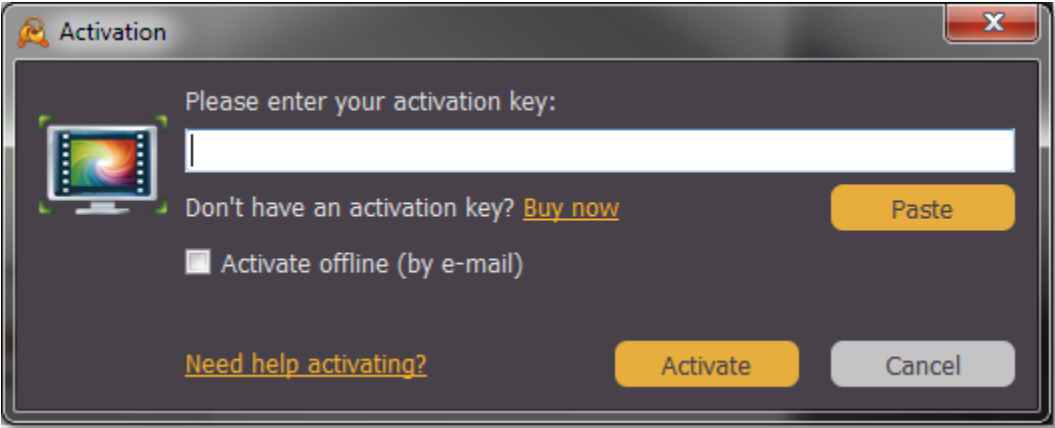 Activation
Please enter your activation key:
Don't have an activation key? Buy now
Paste
Activate offline (by e-mail)
Need help activating?
Activate
Cancel